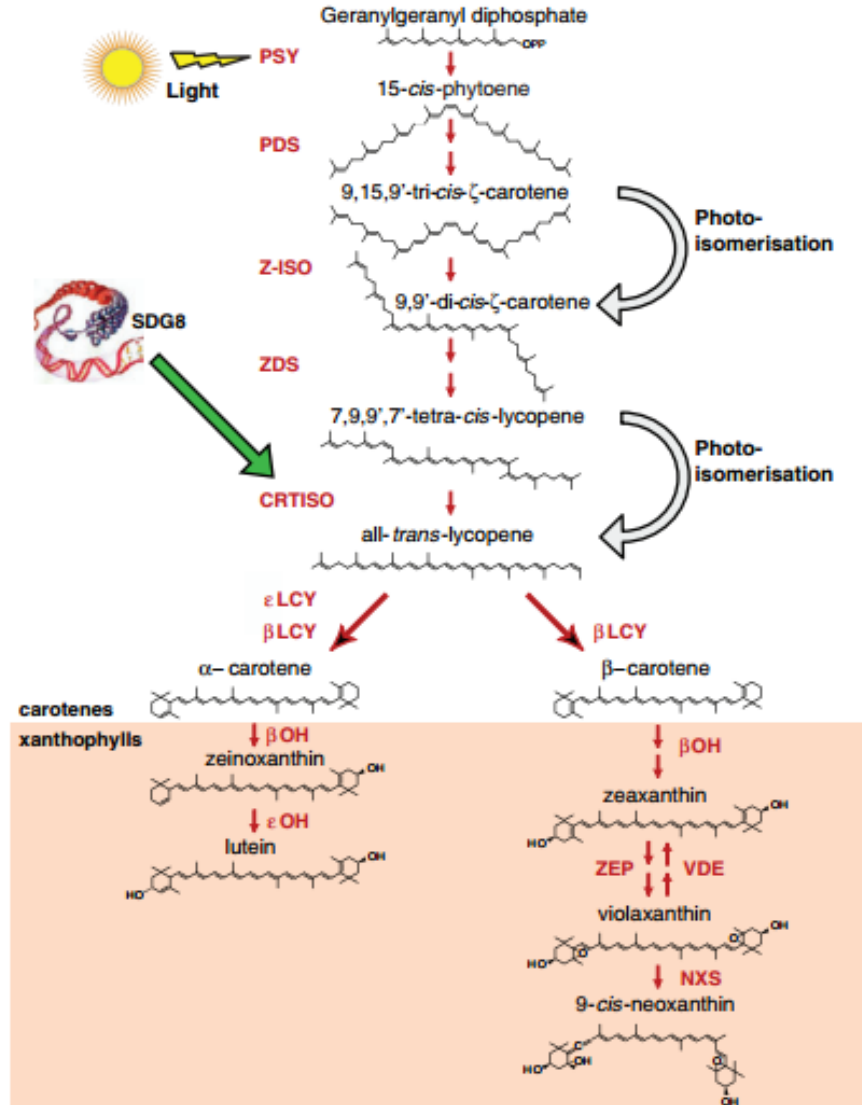 Geranylgeranyl diphosphate
OPP
PSY
Light
15-cis-phytoene
PDS
9,15,9'-tri-cis-ζ-carotene
Photo-
isomerisation
Z-ISO
9,9'-di-cis-ζ-carotene
SDG8
ZDS
7,9,9',7'-tetra-cis-lycopene
Photo-
isomerisation
CRTISO
all-trans-lycopene
εLCY
βLCY
βLCY
α– carotene
β–carotene
carotenes
xanthophylls
βOH
βOH
zeinoxanthin
OH
zeaxanthin
OH
HO
εOH
lutein
OH
HO
ZEP
VDE
violaxanthin
OH
O
O
HO
NXS
9-cis-neoxanthin
C
O
HO
OH
OH